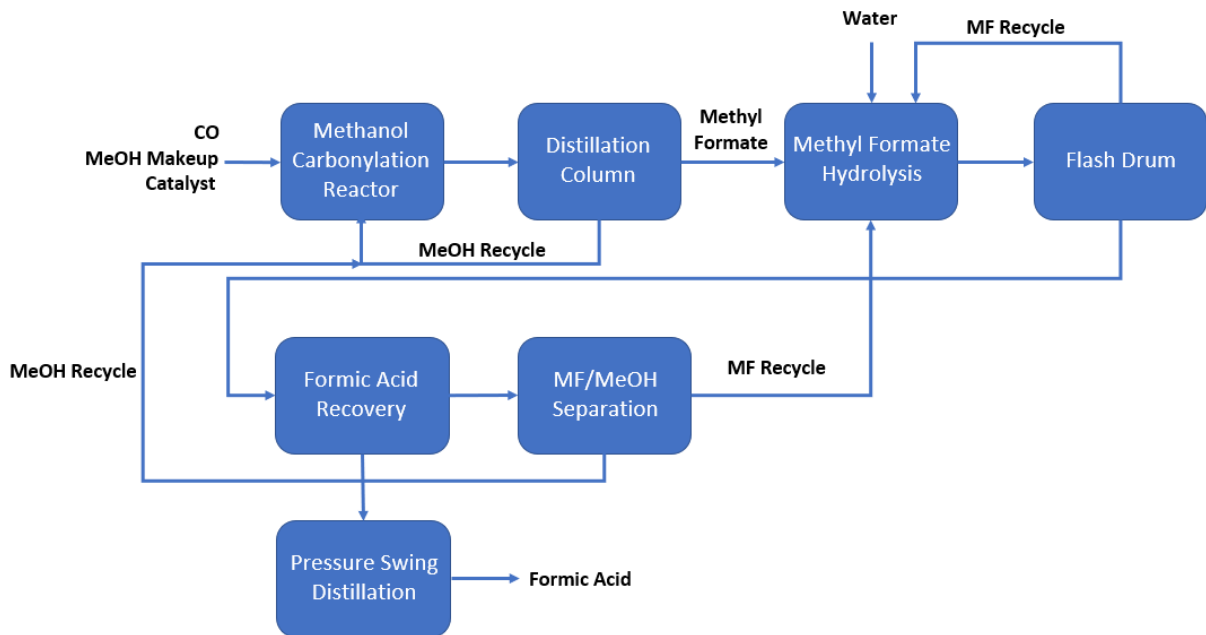 Water
MF Recycle
CO
MeOH Makeup
Catalyst
Methanol
Carbonylation
Reactor
Distillation
Column
Methyl
Formate
Methyl Formate
Hydrolysis
Flash Drum
MeOH Recycle
MeOH Recycle
Formic Acid
Recovery
MF/MeOH
Separation
MF Recycle
Pressure Swing
Distillation
Formic Acid